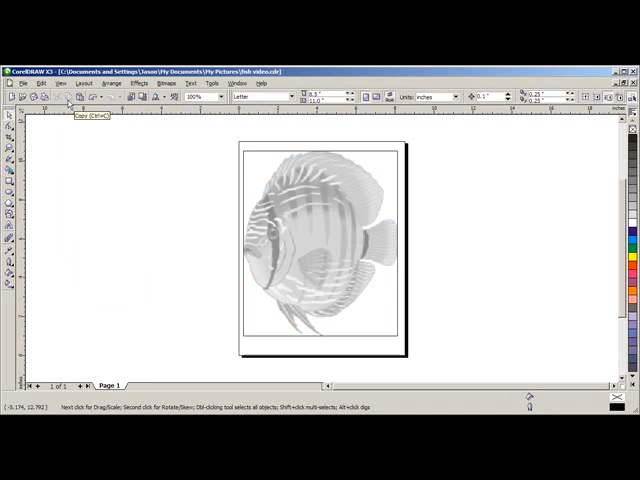 CorelDRAW X3 - [C:\Documents and Settings\Jason\My Documents\My Pictures\fish video.cdr]
File Edit View Layout Arrange Effects Bitmaps Text Tools Window Help
100% Letter 8.5" 11.0" Units: inches 0.1" 0.25" 0.25"
Copy (Ctrl+C)
1 of 1 Page 1
(-5.174, 12.792) Next click for Drag/Scale; Second click for Rotate/Skew; Dbl-clicking tool selects all objects; Shift+click multi-selects; Alt+click digs